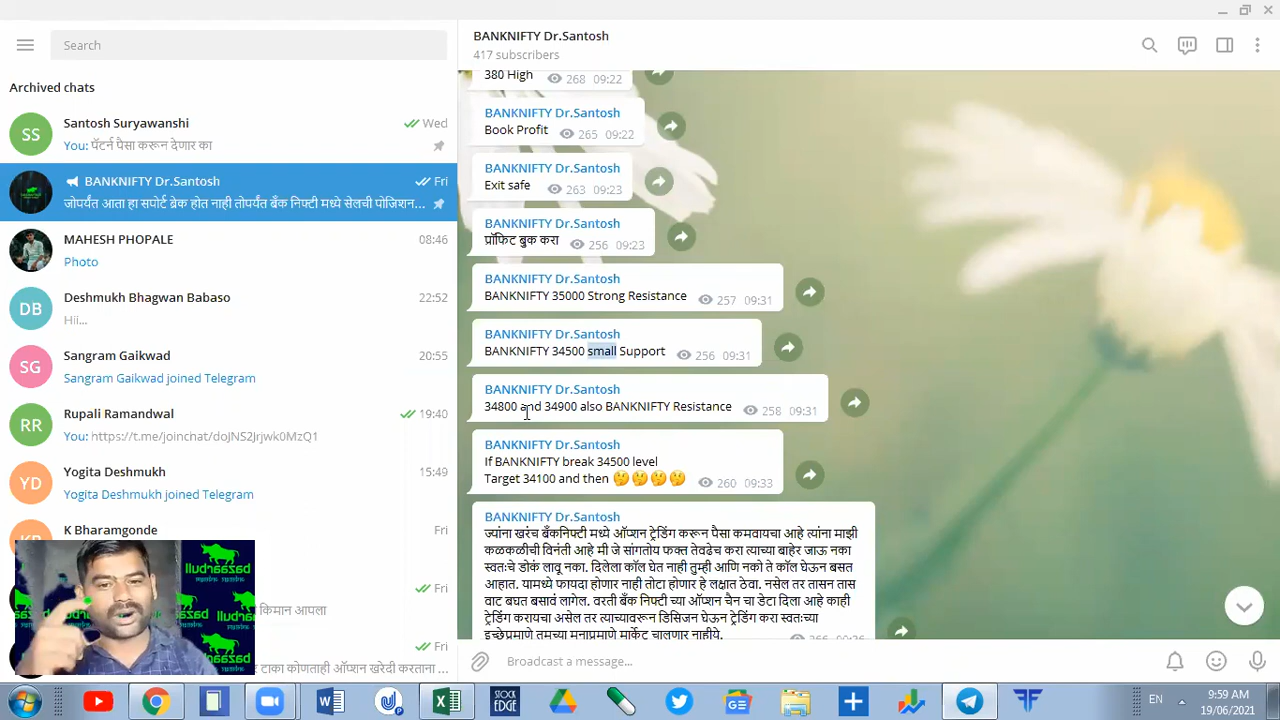 Search
Archived chats
SS
Santosh Suryawanshi
Wed
You: पॅटर्न पैसा करून देणार का
BANKNIFTY Dr.Santosh
Fri
जोपर्यंत आता हा सपोर्ट ब्रेक होत नाही तोपर्यंत बँक निफ्टी मध्ये सेलची पोजिशन...
MAHESH PHOPALE
08:46
Photo
DB
Deshmukh Bhagwan Babaso
22:52
Hii...
SG
Sangram Gaikwad
20:55
Sangram Gaikwad joined Telegram
RR
Rupali Ramandwal
19:40
You: https://t.me/joinchat/doJNS2Jrjwk0MzQ1
YD
Yogita Deshmukh
15:49
Yogita Deshmukh joined Telegram
K Bharamgonde
Fri
Fri
किमान आपला
Fri
टाका कोणताही ऑप्शन खरेदी करताना ...
BANKNIFTY Dr.Santosh
417 subscribers
380 High 268 09:22
BANKNIFTY Dr.Santosh
Book Profit 265 09:22
BANKNIFTY Dr.Santosh
Exit safe 263 09:23
BANKNIFTY Dr.Santosh
प्रॉफिट बुक करा 256 09:23
BANKNIFTY Dr.Santosh
BANKNIFTY 35000 Strong Resistance 257 09:31
BANKNIFTY Dr.Santosh
BANKNIFTY 34500 small Support 256 09:31
BANKNIFTY Dr.Santosh
34800 and 34900 also BANKNIFTY Resistance 258 09:31
BANKNIFTY Dr.Santosh
If BANKNIFTY break 34500 level
Target 34100 and then 🤔🤔🤔🤔 260 09:33
BANKNIFTY Dr.Santosh
ज्यांना खरंच बँकनिफ्टी मध्ये ऑप्शन ट्रेडिंग करून पैसा कमवायचा आहे त्यांना माझी
कळकळीची विनंती आहे मी जे सांगतोय फक्त तेवढेच करा त्याच्या बाहेर जाऊ नका
स्वतःचे डोकं लावू नका. दिलेला कॉल घेत नाही तुम्ही आणि नको ते कॉल घेऊन बसत
आहात. यामध्ये फायदा होणार नाही तोटा होणार हे लक्षात ठेवा. नसेल तर तासन तास
वाट बघत बसावं लागेल. वरती बँक निफ्टी च्या ऑप्शन चैन चा डेटा दिला आहे काही
ट्रेडिंग करायचा असेल तर त्याच्यावरून डिसिजन घेऊन ट्रेडिंग करा स्वतःच्या
इच्छेप्रमाणे तुमच्या मनाप्रमाणे मार्केट चालणार नाहीये.
Broadcast a message...
bazaarbull
STOCK
EDGE
EN
9:59 AM
19/06/2021